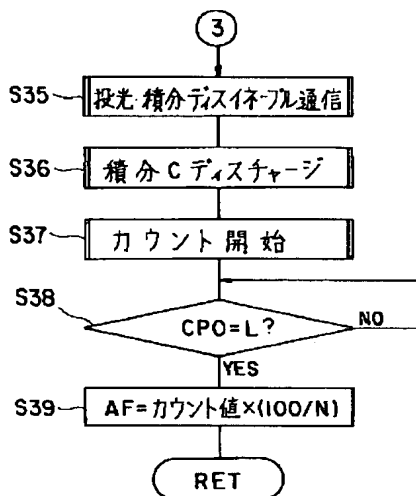 3
S35
投光・積分ディスイネーブル通信
S36
積分Cディスチャージ
S37
カウント開始
S38
CPO=L?
NO
YES
S39
AF=カウント値×(100/N)
RET